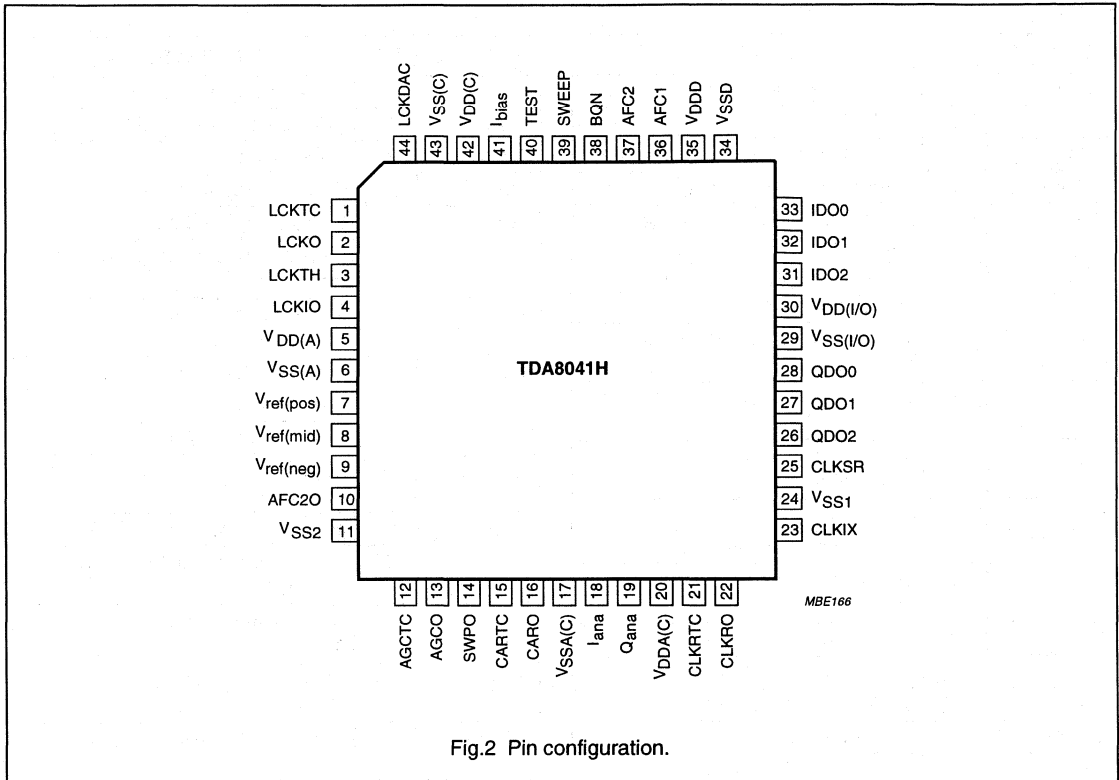 LCKDAC
VSS(C)
VDD(C)
Ibias
TEST
SWEEP
BQN
AFC2
AFC1
VDDD
VSSD
44 43 42 41 40 39 38 37 36 35 34
LCKTC 1
LCKO 2
LCKTH 3
LCKIO 4
VDD(A) 5
VSS(A) 6
Vref(pos) 7
Vref(mid) 8
Vref(neg) 9
AFC2O 10
VSS2 11
TDA8041H
33 IDO0
32 IDO1
31 IDO2
30 VDD(I/O)
29 VSS(I/O)
28 QDO0
27 QDO1
26 QDO2
25 CLKSR
24 VSS1
23 CLKIX
12 13 14 15 16 17 18 19 20 21 22
AGCTC
AGCO
SWPO
CARTC
CARO
VSSA(C)
Iana
Qana
VDDA(C)
CLKRTC
CLKRO
MBE166
Fig.2 Pin configuration.